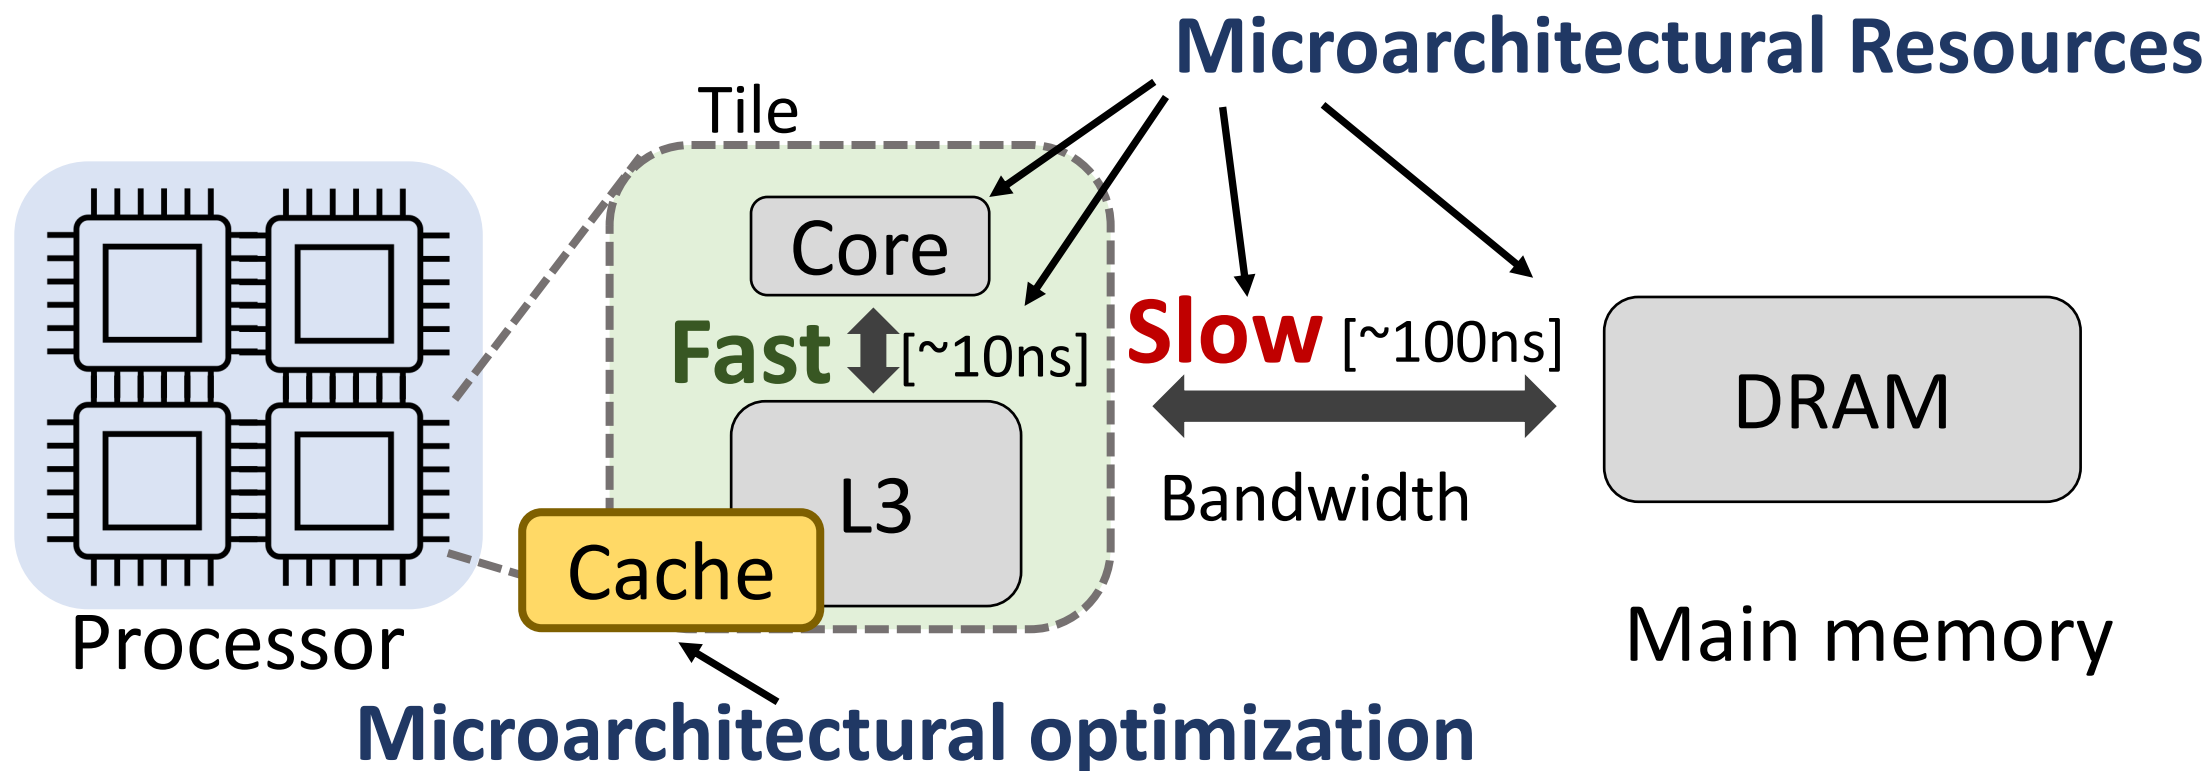 Microarchitectural Resources
Tile
Core
Fast
[~10ns]
Slow [~100ns]
DRAM
L3
Bandwidth
Cache
Processor
Main memory
Microarchitectural optimization